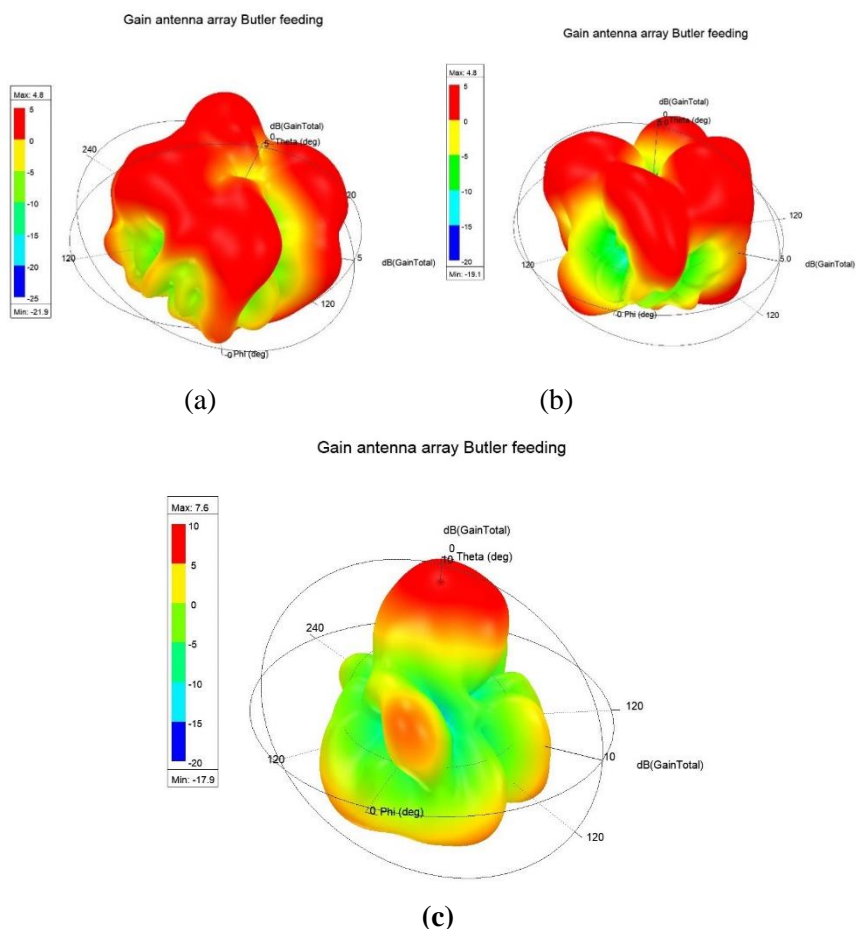 Gain antenna array Butler feeding
Max: 4.8
5
0
-5
-10
-15
-20
-25
Min: -21.9
dB(GainTotal)
0
5 Theta (deg)
240
20
120
5
dB(GainTotal)
120
-0 Phi (deg)
(a)
Gain antenna array Butler feeding
Max: 4.8
5
0
-5
-10
-15
-20
Min: -19.1
dB(GainTotal)
0
5.0 Theta (deg)
120
120
5.0
dB(GainTotal)
-0 Phi (deg)
120
(b)
Gain antenna array Butler feeding
Max: 7.6
10
5
0
-5
-10
-15
-20
Min: -17.9
dB(GainTotal)
0
10 Theta (deg)
240
120
120
10
dB(GainTotal)
-0 Phi (deg)
120
(c)